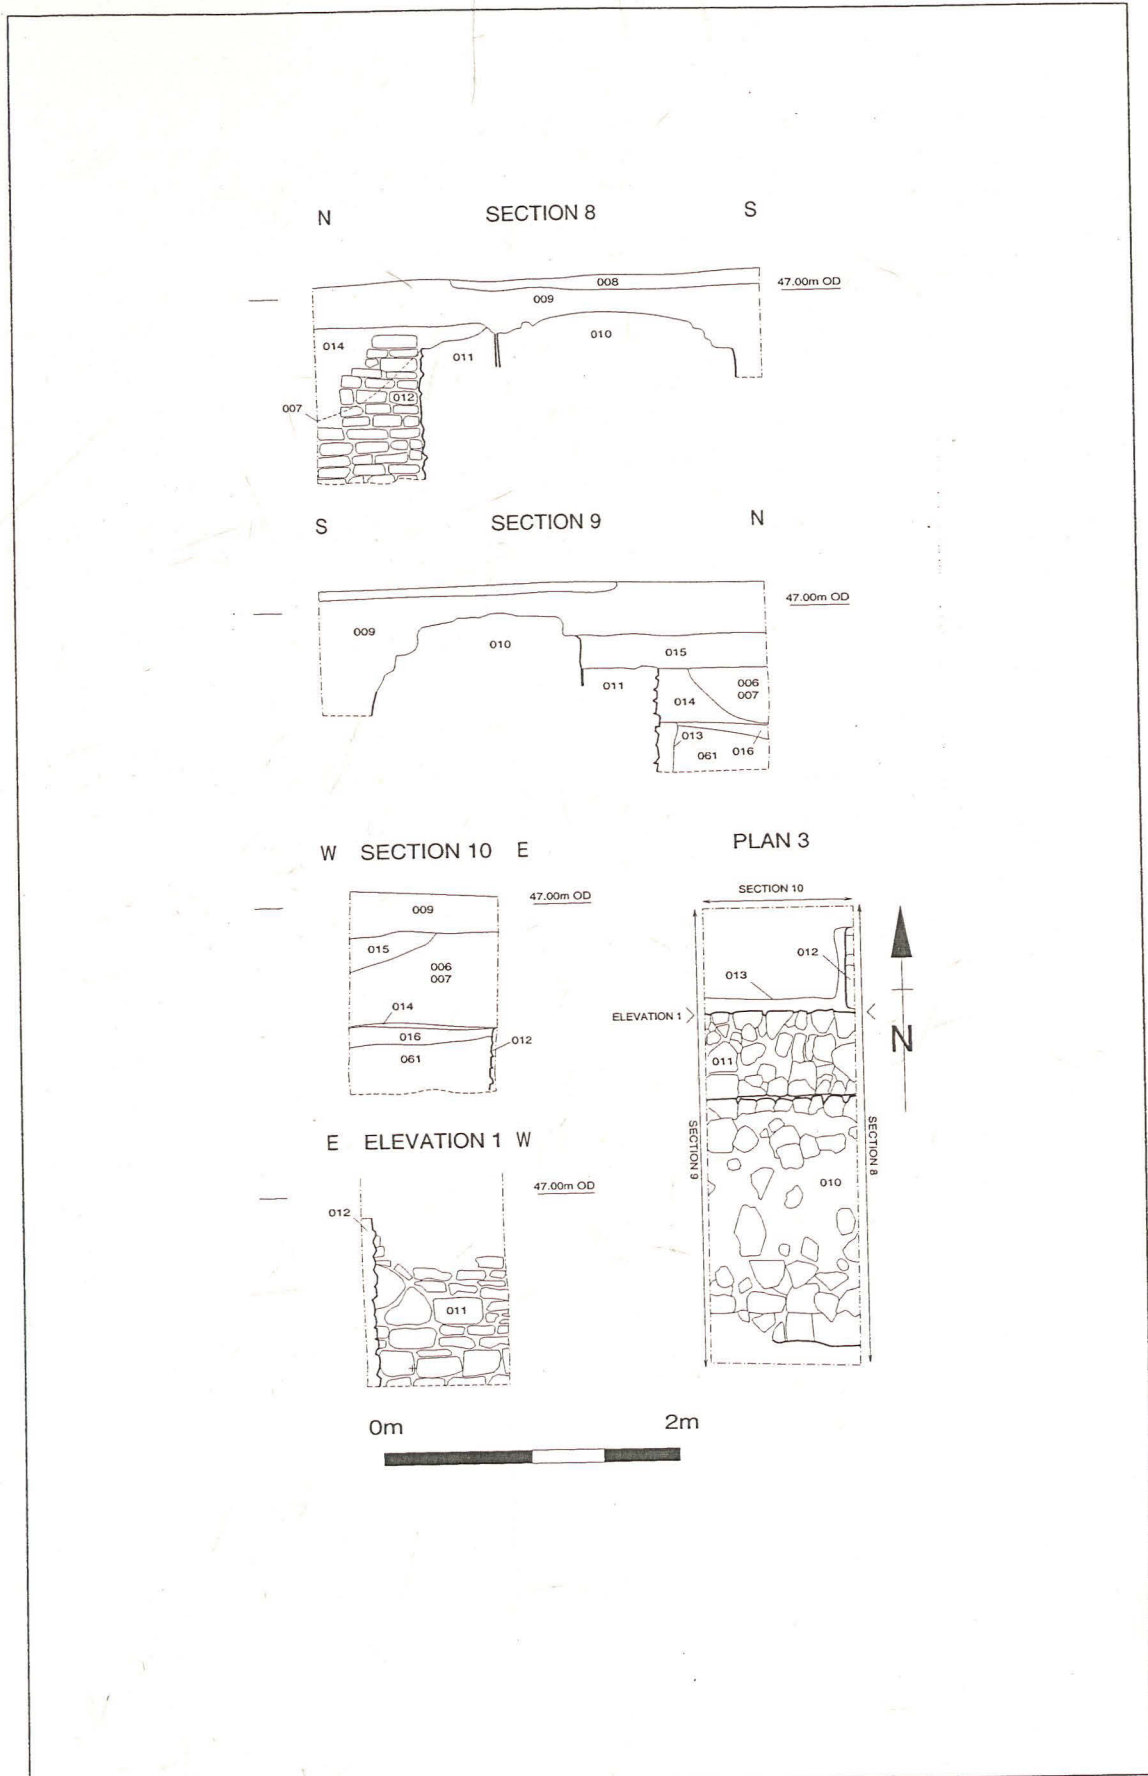 N SECTION 8 S
47.00m OD
008
009
010
014
011
012
007
S SECTION 9 N
47.00m OD
009
010
015
011
006
007
014
013
061 016
W SECTION 10 E
47.00m OD
009
015
006
007
014
016
012
061
PLAN 3
SECTION 10
012
013
ELEVATION 1
011
SECTION 9
SECTION 8
010
N
E ELEVATION 1 W
47.00m OD
012
011
0m 2m